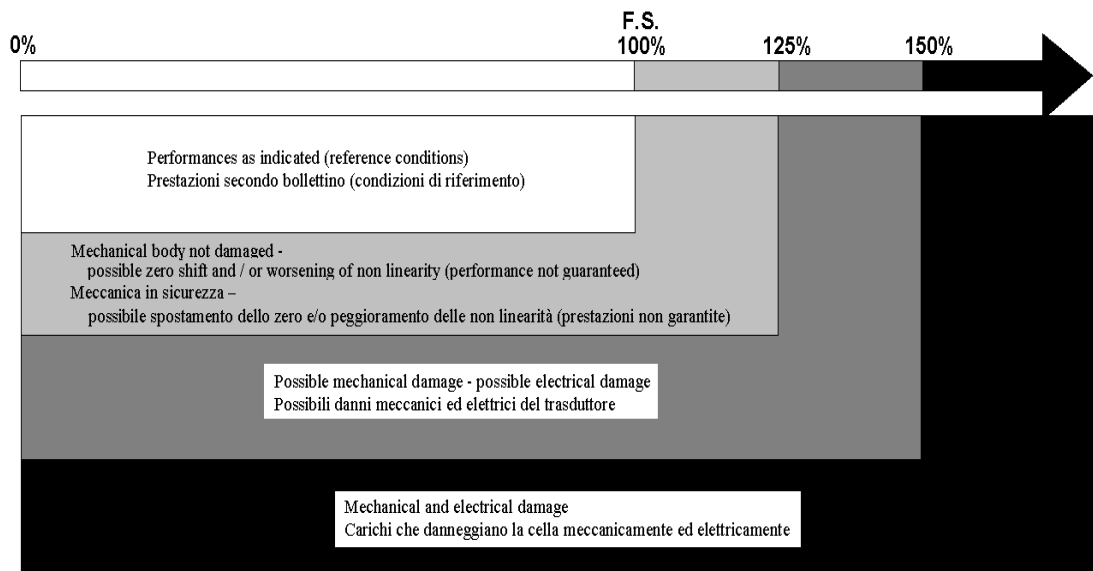 F.S.
0% 100% 125% 150%
Performances as indicated (reference conditions)
Prestazioni secondo bollettino (condizioni di riferimento)
Mechanical body not damaged -
possible zero shift and / or worsening of non linearity (performance not guaranteed)
Meccanica in sicurezza –
possibile spostamento dello zero e/o peggioramento delle non linearità (prestazioni non garantite)
Possible mechanical damage - possible electrical damage
Possibili danni meccanici ed elettrici del trasduttore
Mechanical and electrical damage
Carichi che danneggiano la cella meccanicamente ed elettricamente